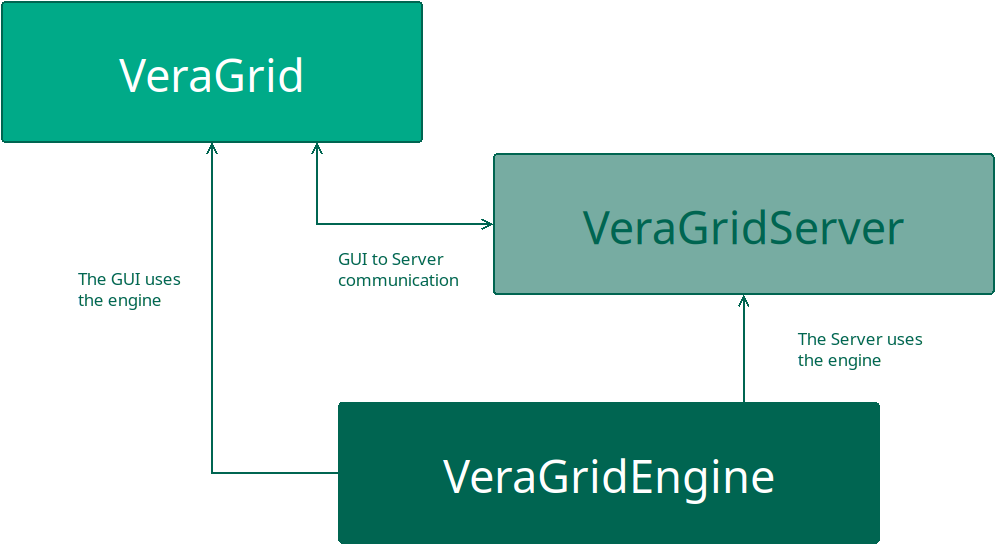 VeraGrid
VeraGridServer
GUI to Server
communication
The GUI uses
the engine
The Server uses
the engine
VeraGridEngine